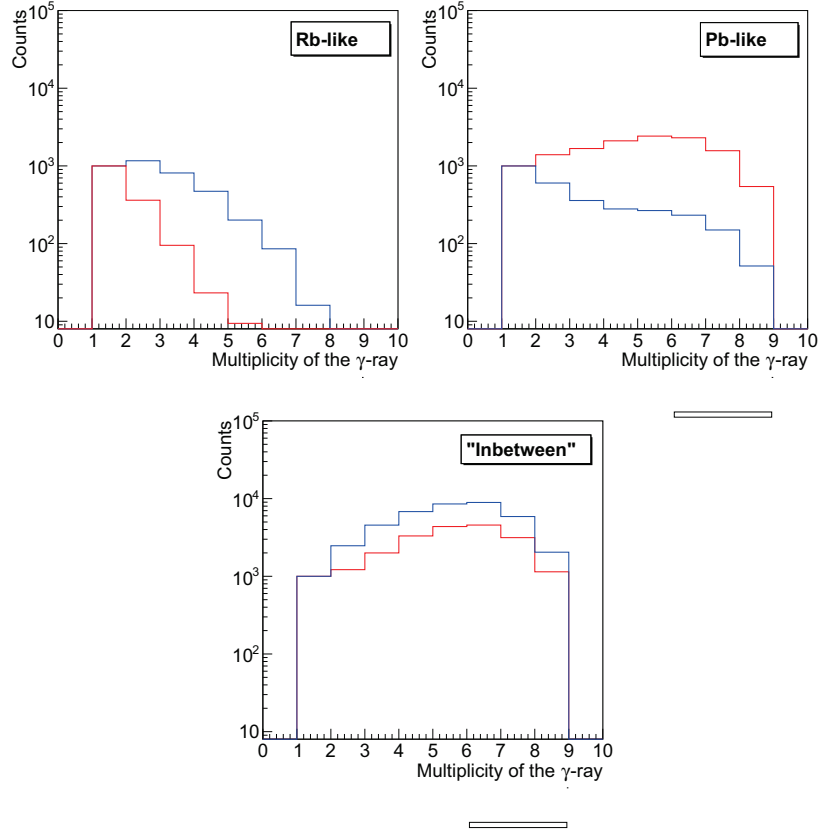 Counts
Rb-like
10^5
10^4
10^3
10^2
10
0 1 2 3 4 5 6 7 8 9 10
Multiplicity of the γ-ray
Counts
Pb-like
10^5
10^4
10^3
10^2
10
0 1 2 3 4 5 6 7 8 9 10
Multiplicity of the γ-ray
Counts
"Inbetween"
10^5
10^4
10^3
10^2
10
0 1 2 3 4 5 6 7 8 9 10
Multiplicity of the γ-ray